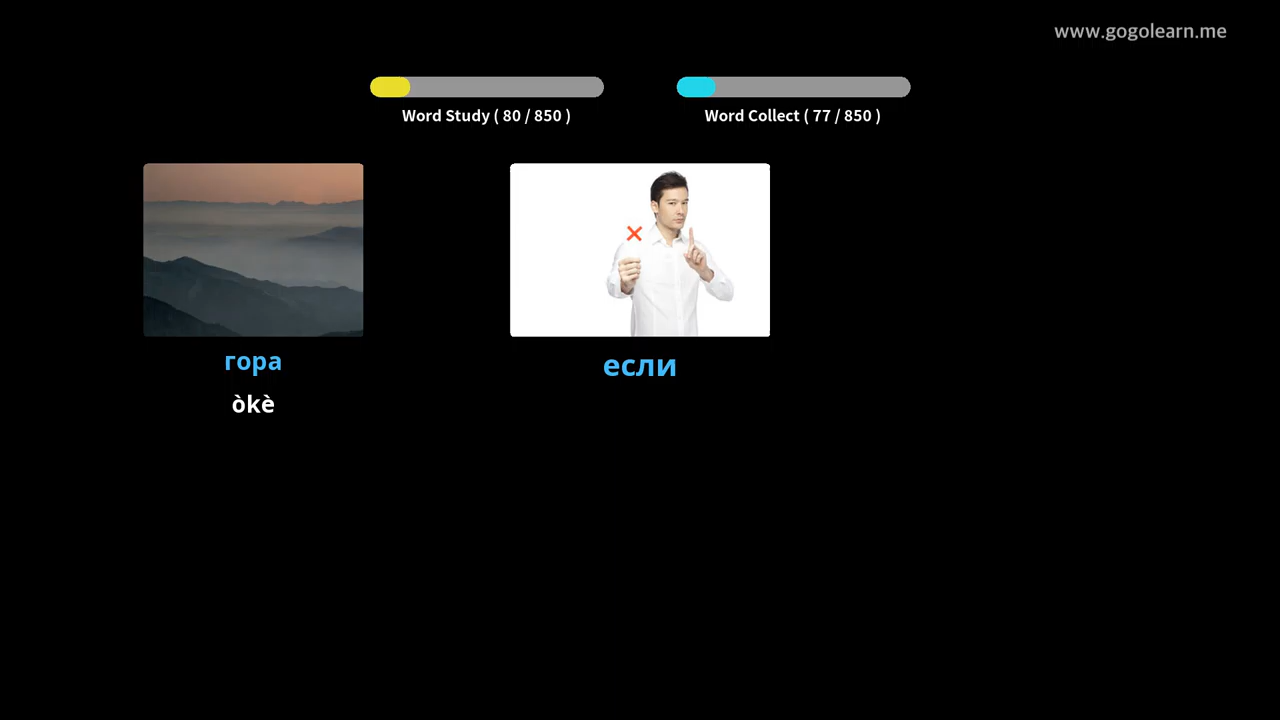 www.gogolearn.me
Word Study ( 80 / 850 )
Word Collect ( 77 / 850 )
гора
òkè
если